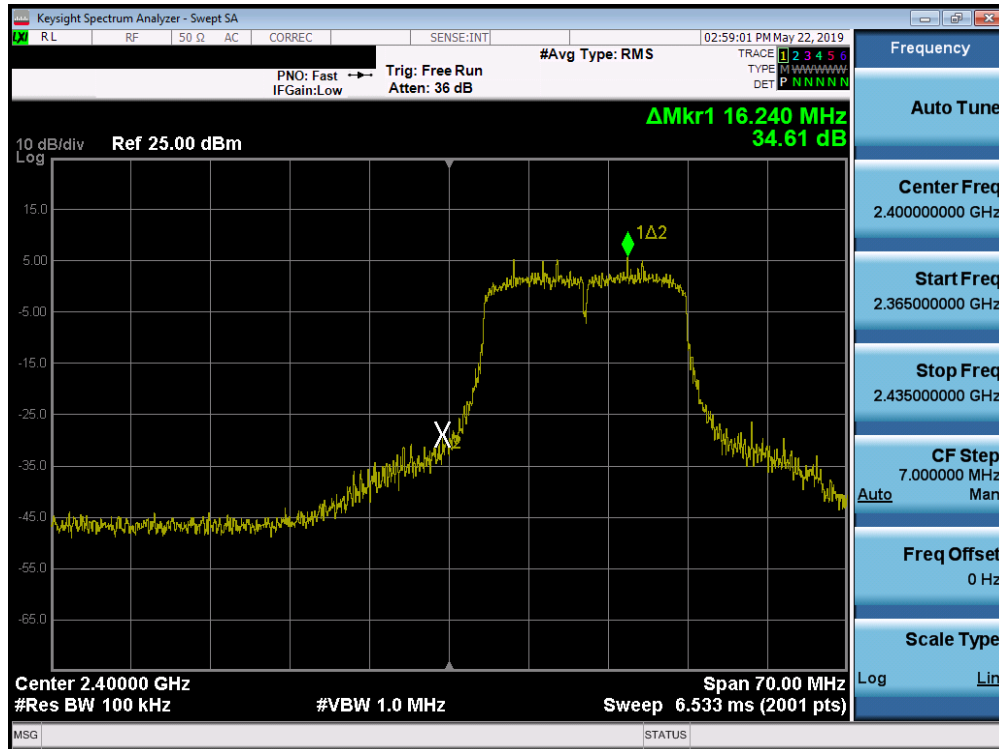 Keysight Spectrum Analyzer - Swept SA
LXI RL RF 50 Ω AC CORREC SENSE:INT 02:59:01 PM May 22, 2019
#Avg Type: RMS TRACE 1 2 3 4 5 6
PNO: Fast Trig: Free Run TYPE M W W W W W
IFGain:Low Atten: 36 dB DET P N N N N N
ΔMkr1 16.240 MHz
34.61 dB
10 dB/div Ref 25.00 dBm
Log
15.0
1Δ2
5.00
-5.00
-15.0
-25.0
2
-35.0
-45.0
-55.0
-65.0
Center 2.40000 GHz Span 70.00 MHz
#Res BW 100 kHz #VBW 1.0 MHz Sweep 6.533 ms (2001 pts)
MSG STATUS
Frequency
Auto Tune
Center Freq
2.400000000 GHz
Start Freq
2.365000000 GHz
Stop Freq
2.435000000 GHz
CF Step
7.000000 MHz
Auto Man
Freq Offset
0 Hz
Scale Type
Log Lin